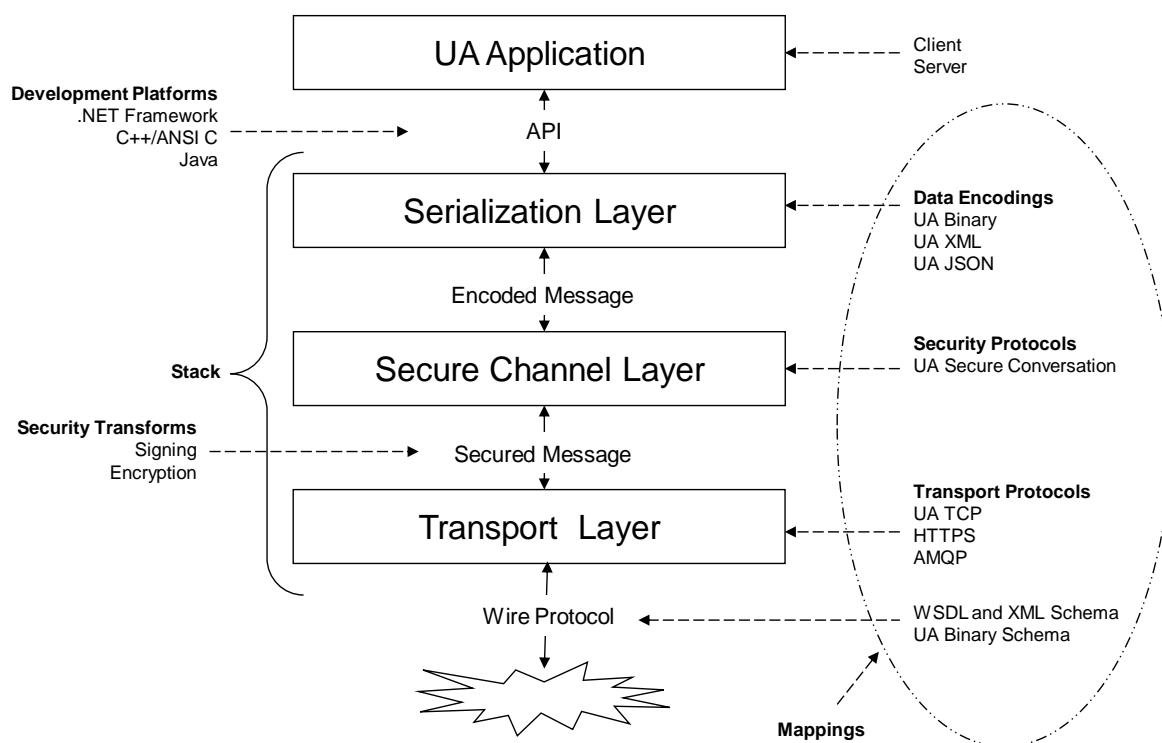 UA Application
Client
Server
Development Platforms
.NET Framework
C++/ANSI C
Java
API
Serialization Layer
Data Encodings
UA Binary
UA XML
UA JSON
Encoded Message
Stack
Secure Channel Layer
Security Protocols
UA Secure Conversation
Security Transforms
Signing
Encryption
Secured Message
Transport Layer
Transport Protocols
UA TCP
HTTPS
AMQP
Wire Protocol
WSDL and XML Schema
UA Binary Schema
Mappings